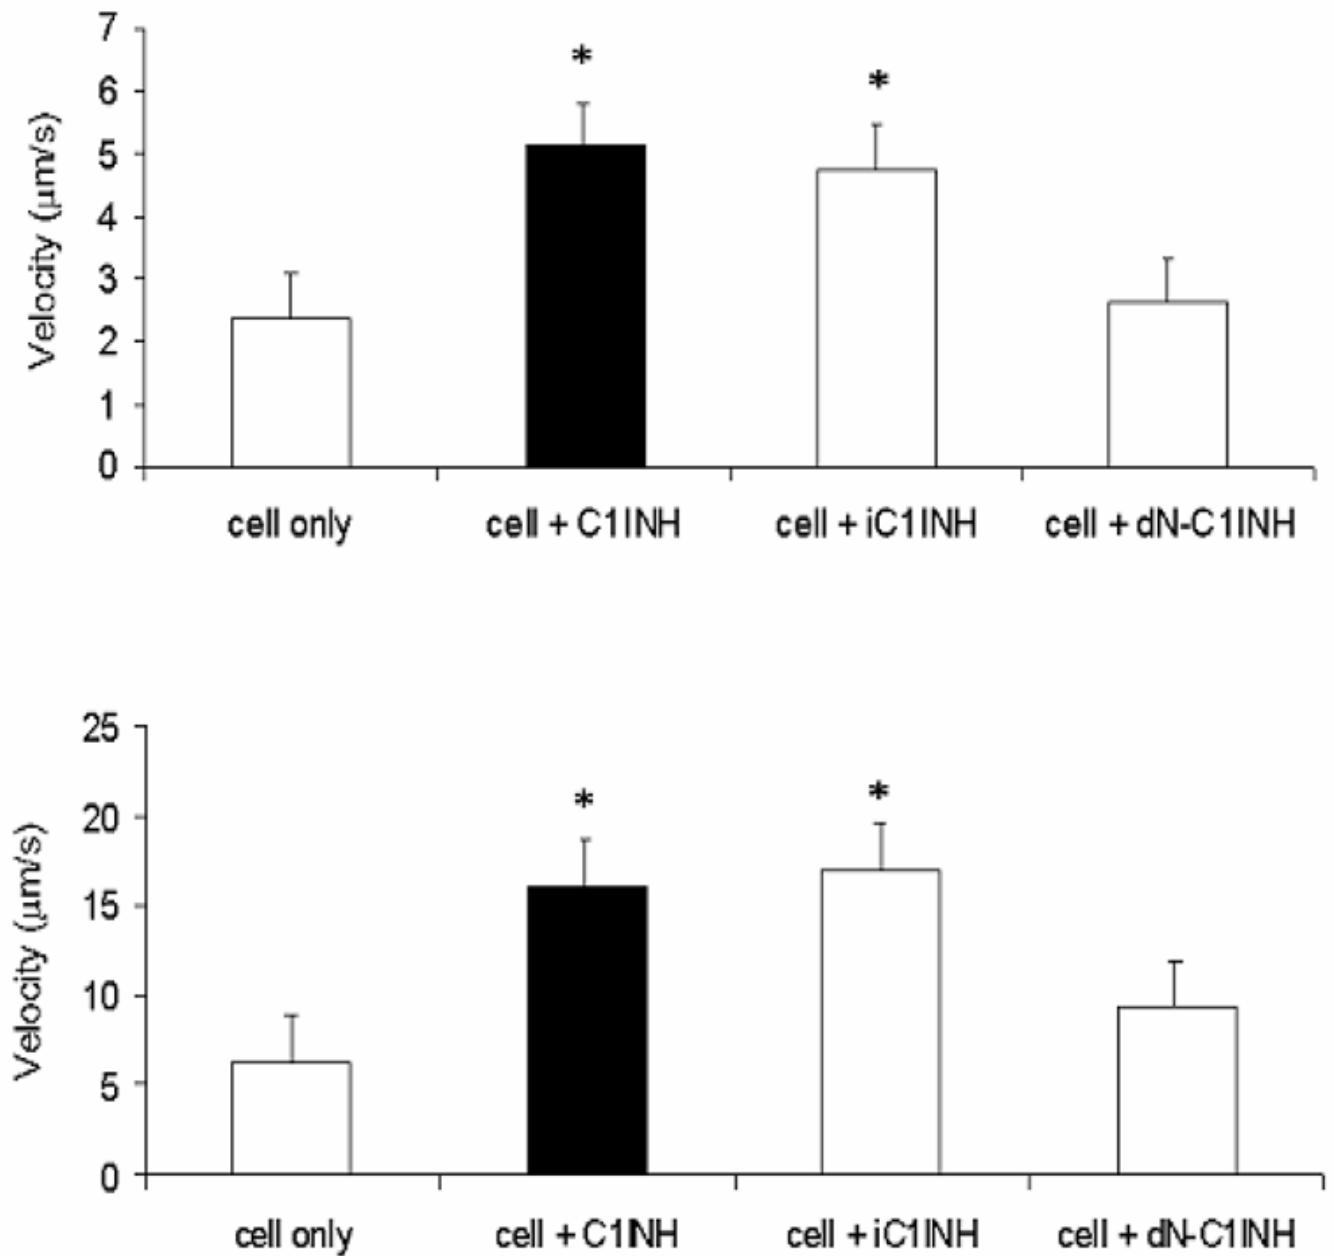 Velocity (μm/s)
7
6
5
4
3
2
1
0
*
*
cell only
cell + C1INH
cell + iC1INH
cell + dN-C1INH
Velocity (μm/s)
25
20
15
10
5
0
*
*
cell only
cell + C1INH
cell + iC1INH
cell + dN-C1INH